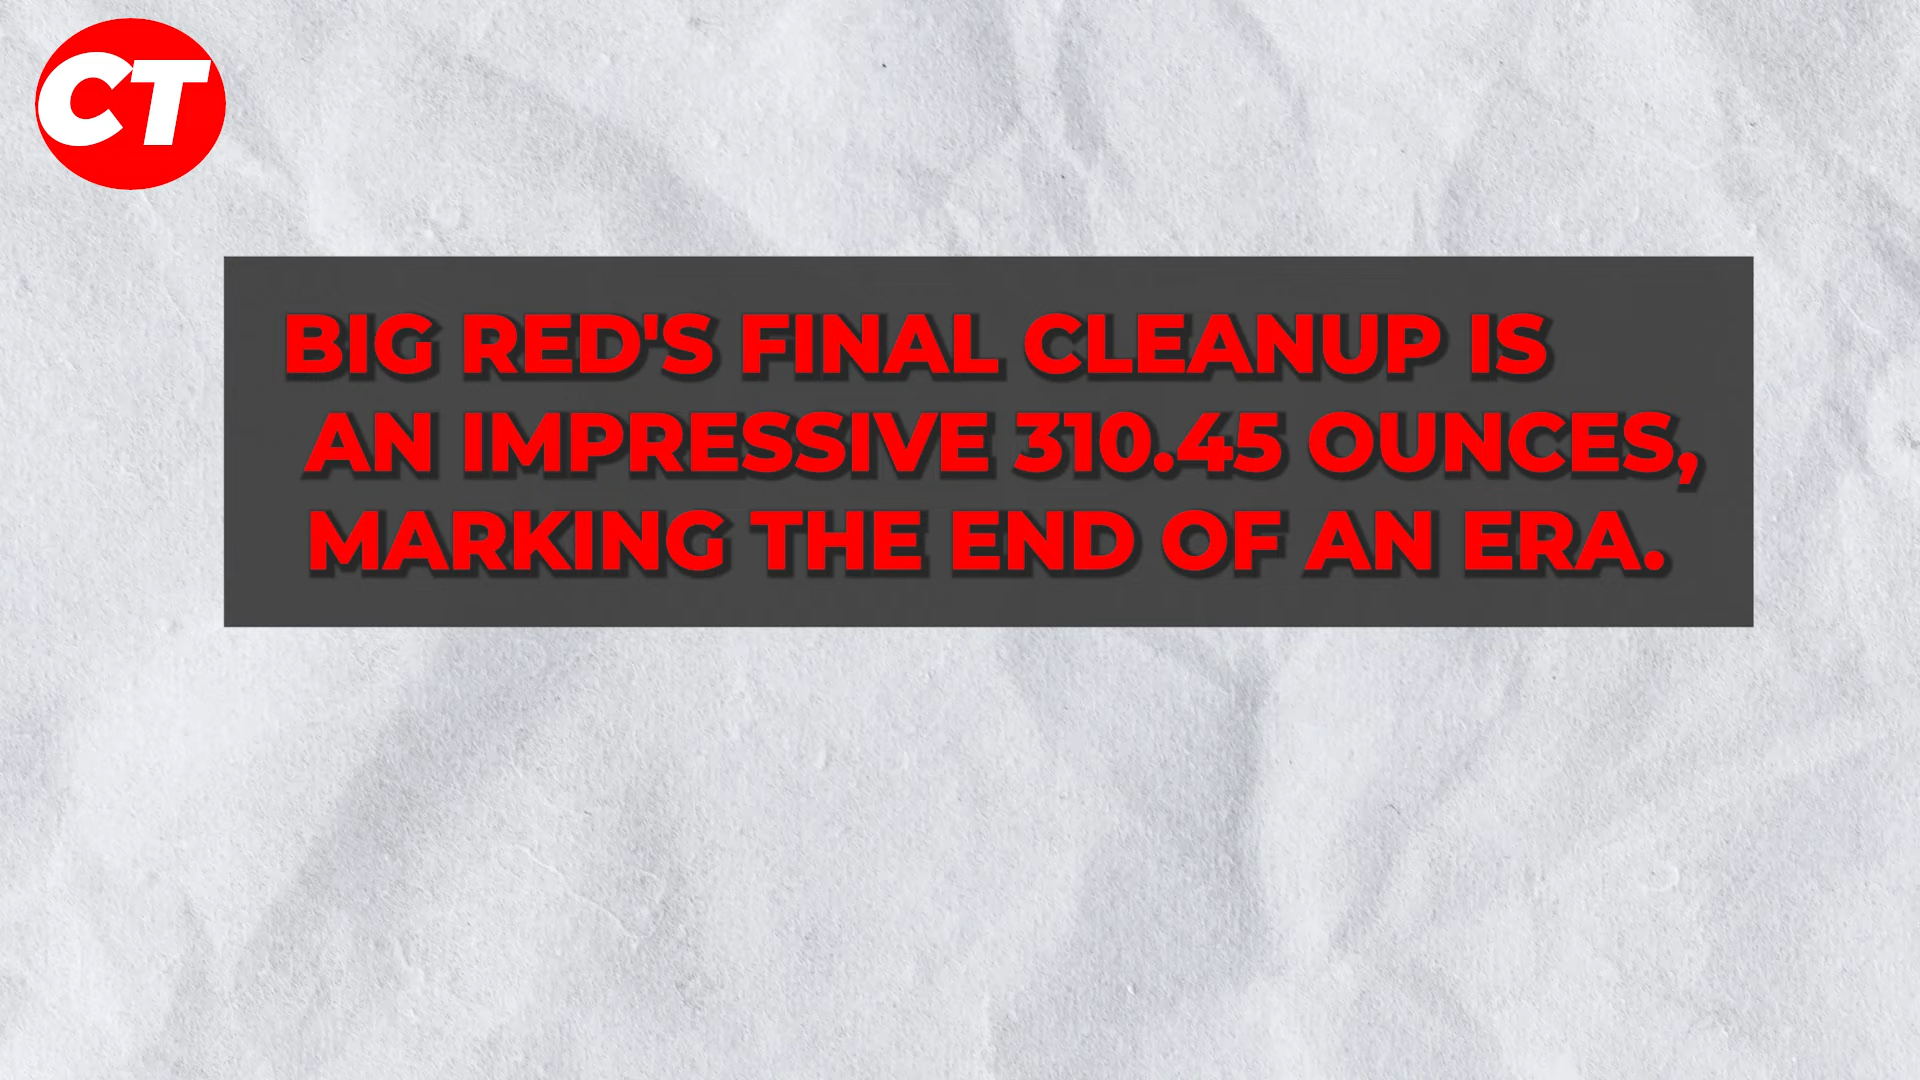 CT
BIG RED'S FINAL CLEANUP IS
AN IMPRESSIVE 310.45 OUNCES,
MARKING THE END OF AN ERA.